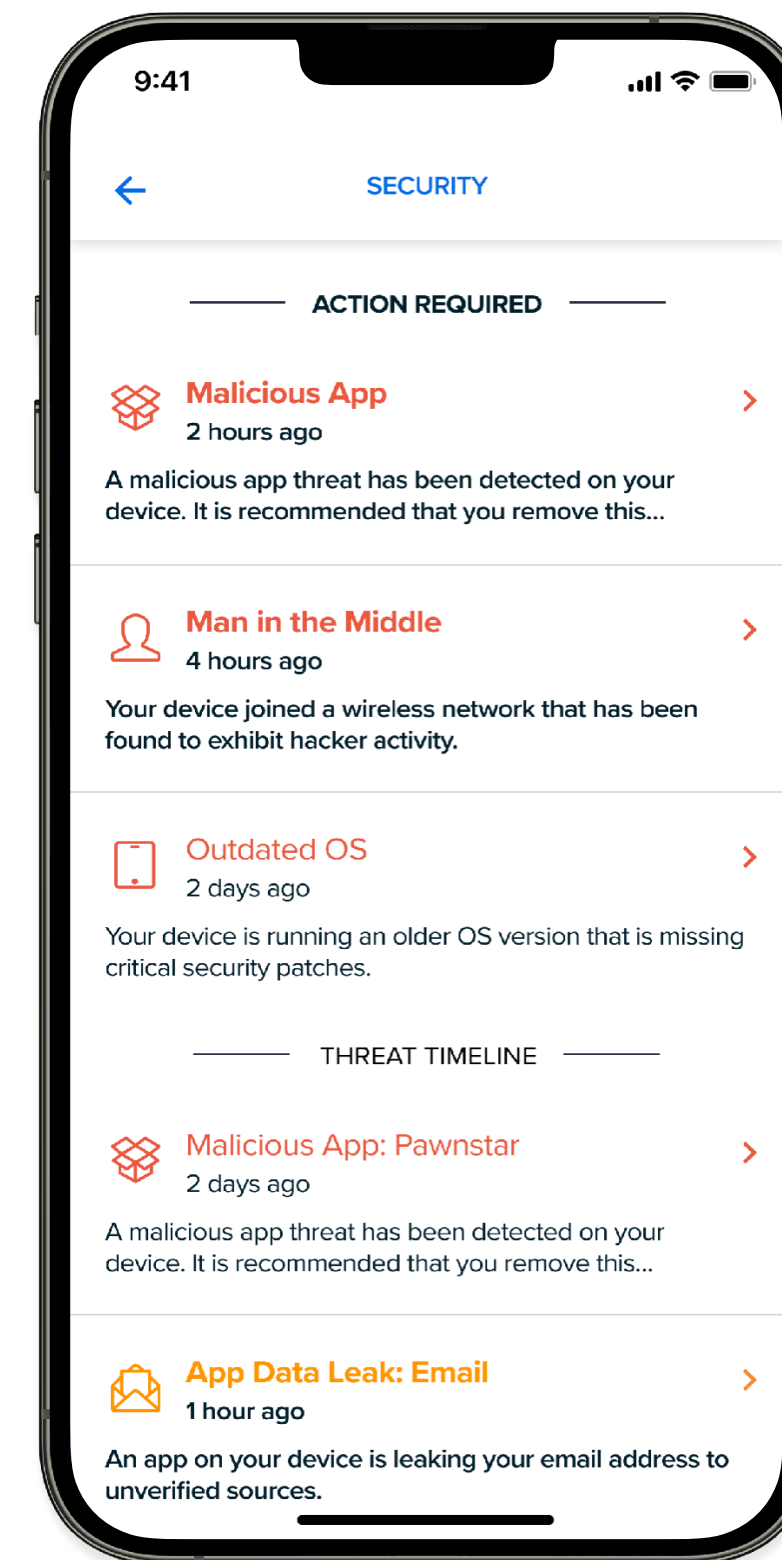 9:41
SECURITY
ACTION REQUIRED
Malicious App
2 hours ago
A malicious app threat has been detected on your
device. It is recommended that you remove this...
Man in the Middle
4 hours ago
Your device joined a wireless network that has been
found to exhibit hacker activity.
Outdated OS
2 days ago
Your device is running an older OS version that is missing
critical security patches.
THREAT TIMELINE
Malicious App: Pawnstar
2 days ago
A malicious app threat has been detected on your
device. It is recommended that you remove this...
App Data Leak: Email
1 hour ago
An app on your device is leaking your email address to
unverified sources.